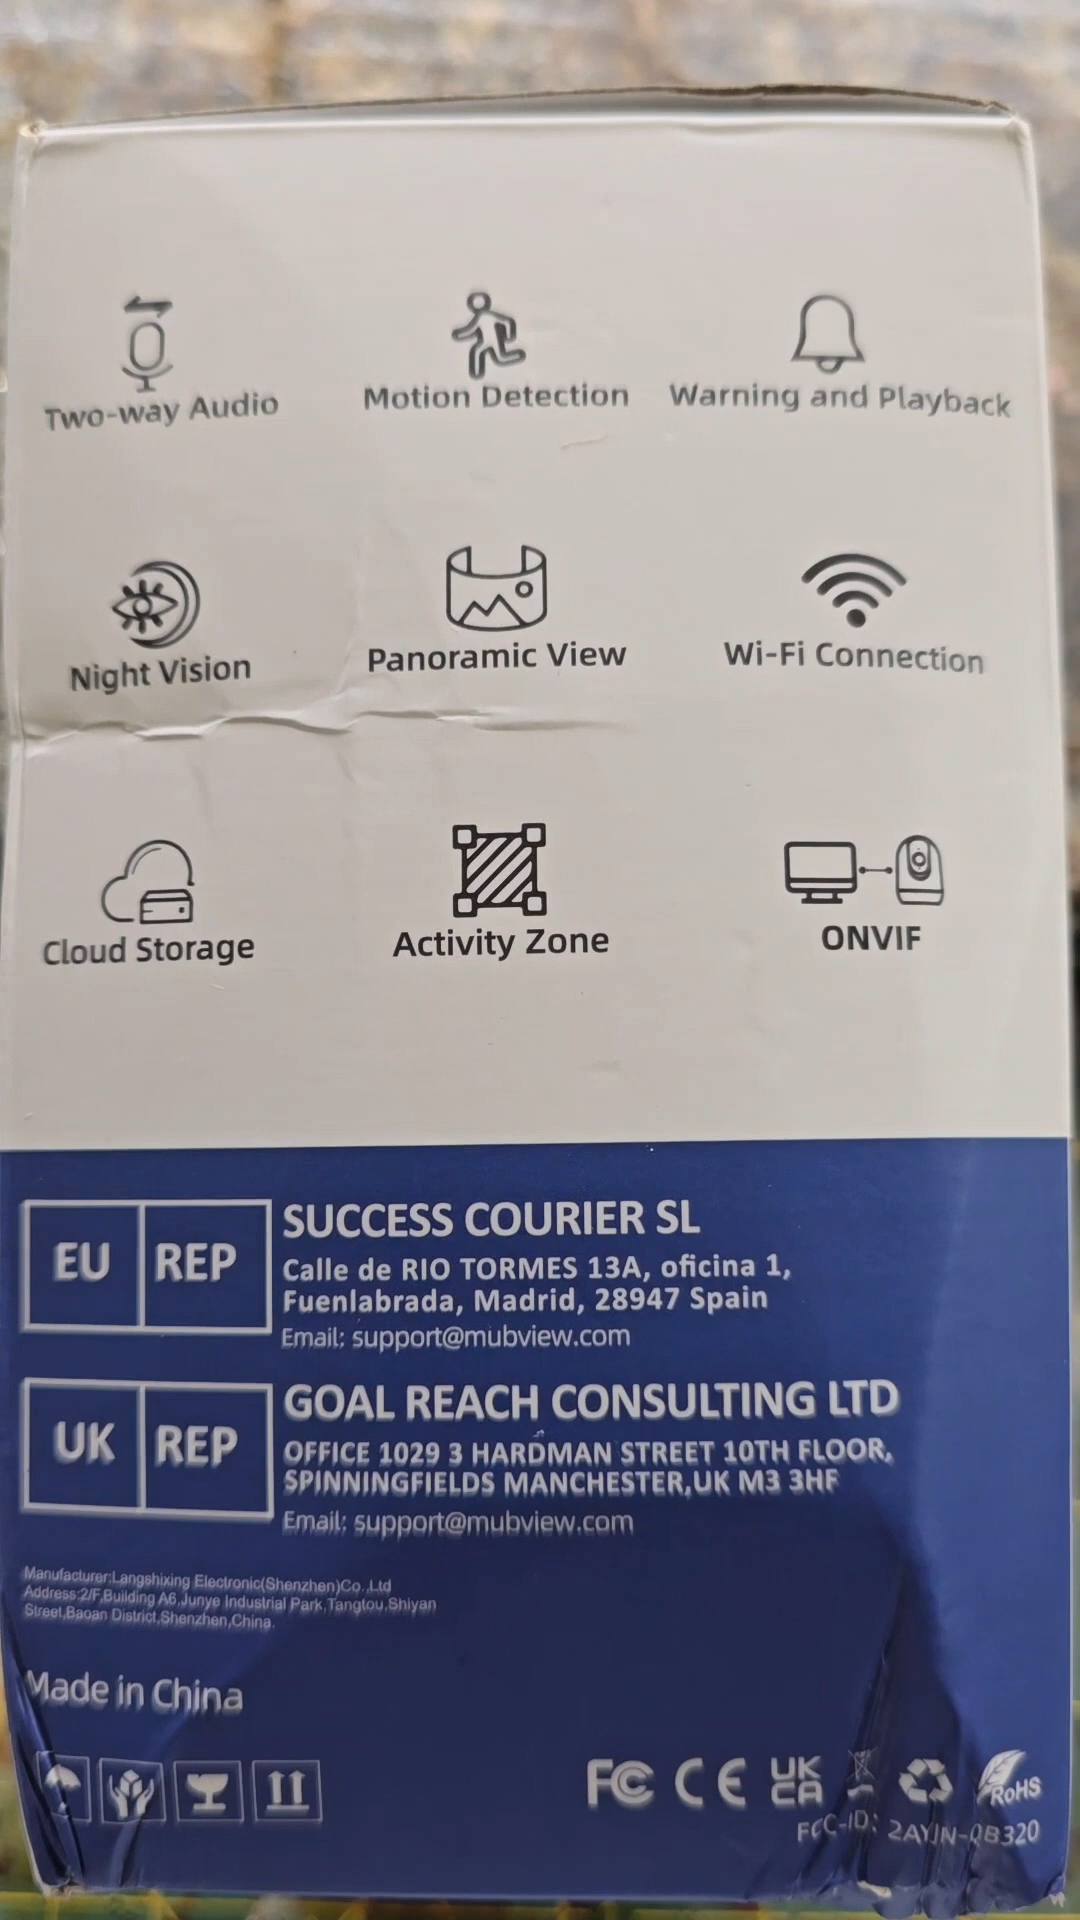 Two-way Audio
Motion Detection
Warning and Playback
Night Vision
Panoramic View
Wi-Fi Connection
Cloud Storage
Activity Zone
ONVIF
EU REP
SUCCESS COURIER SL
Calle de RIO TORMES 13A, oficina 1,
Fuenlabrada, Madrid, 28947 Spain
Email: support@mubview.com
UK REP
GOAL REACH CONSULTING LTD
OFFICE 1029 3 HARDMAN STREET 10TH FLOOR,
SPINNINGFIELDS MANCHESTER,UK M3 3HF
Email: support@mubview.com
Manufacturer:Langshixing Electronic(Shenzhen)Co.,Ltd
Address:2/F,Building A6,Junye Industrial Park,Tangtou,Shiyan
Street,Baoan District,Shenzhen,China.
Made in China
FC CE UK CA RoHS
FCC-ID: 2AYJN-QB320